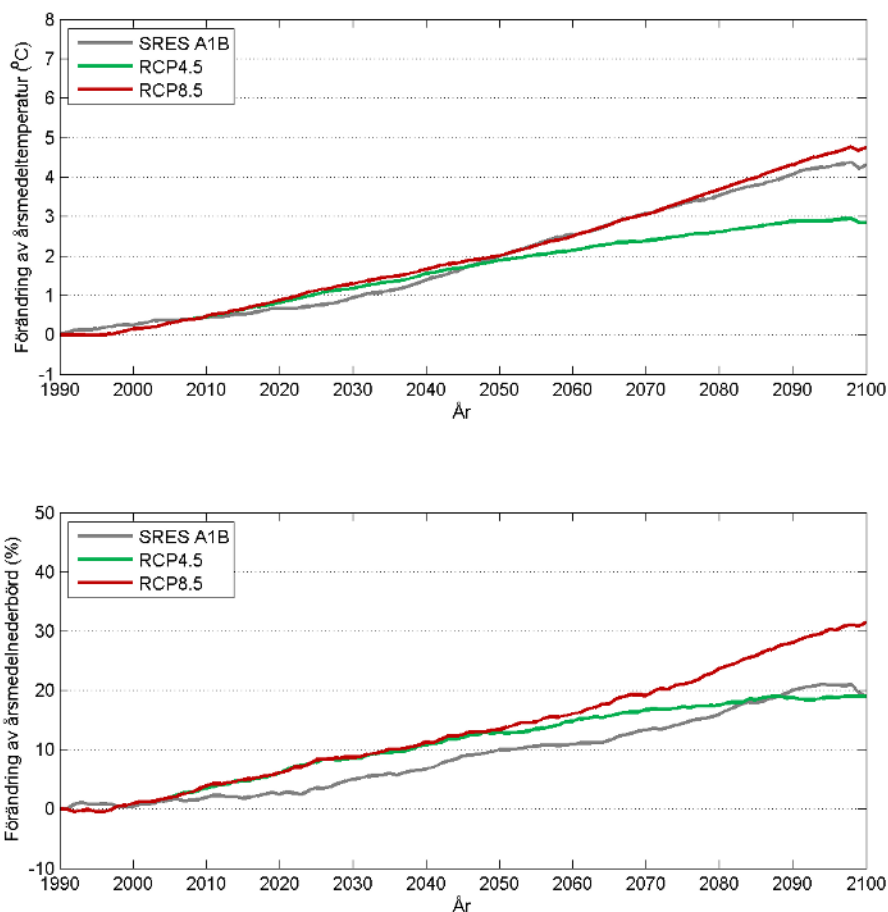 8
7
6
5
4
3
2
1
0
-1
Förändring av årsmedeltemperatur (⁰C)
SRES A1B
RCP4.5
RCP8.5
1990 2000 2010 2020 2030 2040 2050 2060 2070 2080 2090 2100
År
50
40
30
20
10
0
-10
Förändring av årsmedelnederbörd (%)
SRES A1B
RCP4.5
RCP8.5
1990 2000 2010 2020 2030 2040 2050 2060 2070 2080 2090 2100
År